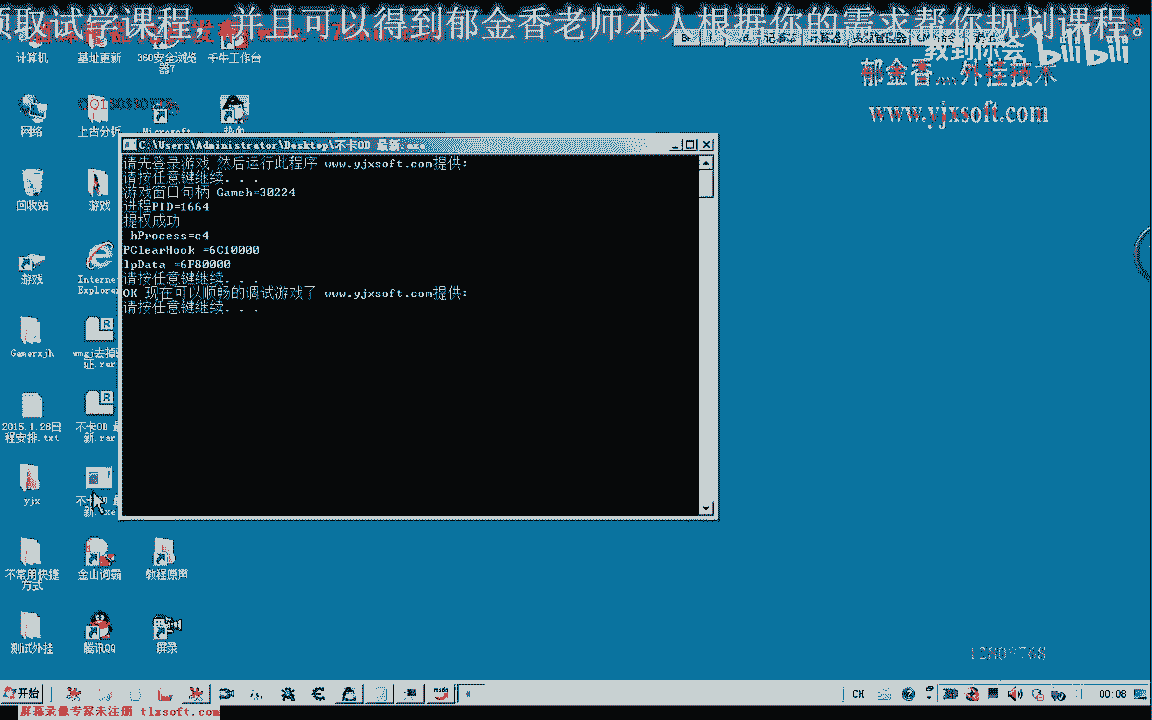 领取试学课程，并且可以得到郁金香老师本人根据你的需求帮你规划课程。
教到你会 bilibili
郁金香灬外挂技术
www.yjxsoft.com
计算机
基址更新
360安全浏览器7
千牛工作台
网络
上古分析
Microsoft
回收站
游戏
游戏
Internet Explorer
Gamerxjh
2015.1.28日程安排.txt
不卡OD 最新.rar
yjx
不卡OD 最新.exe
不常用快捷方式
金山词霸
教程原声
测试外挂
腾讯QQ
屏录
C:\Users\Administrator\Desktop\不卡OD 最新.exe
请先登录游戏 然后运行此程序 www.yjxsoft.com提供:
请按任意键继续. . .
游戏窗口句柄 Gameh=30224
进程PID=1664
提权成功
hProcess=c4
PClearHook =6C10000
lpData =6F80000
请按任意键继续. . .
OK 现在可以顺畅的调试游戏了 www.yjxsoft.com提供:
请按任意键继续. . .
1280*768
开始
CH
00:08
屏幕录像专家未注册 tlxsoft.com